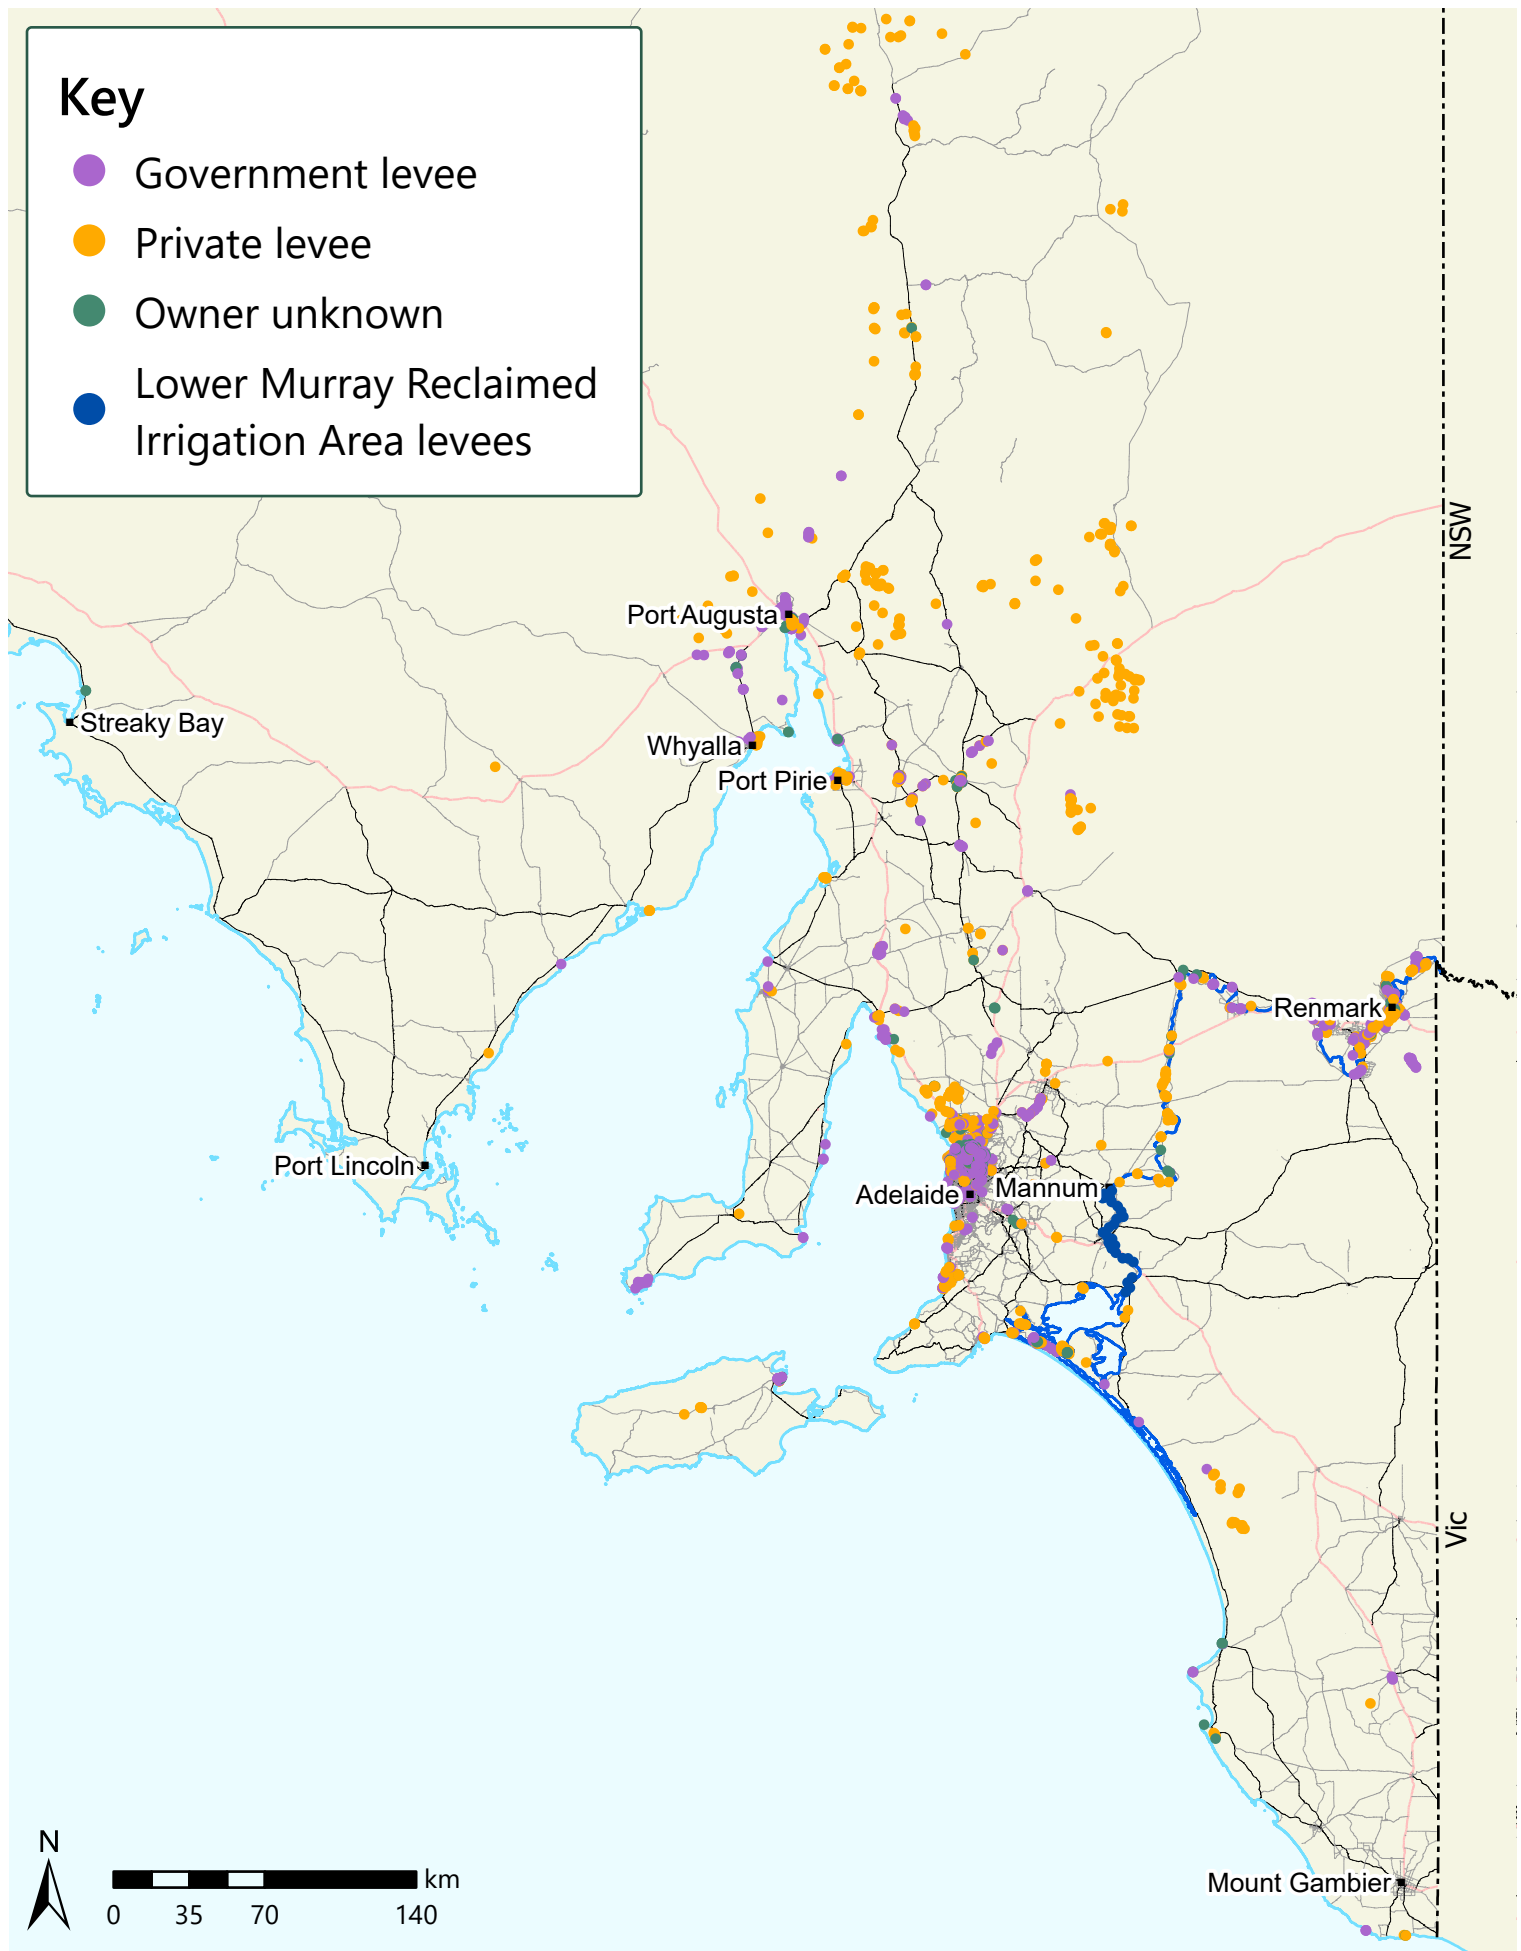 Key
Government levee
Private levee
Owner unknown
Lower Murray Reclaimed
Irrigation Area levees
NSW
Port Augusta
Streaky Bay
Whyalla
Port Pirie
Renmark
Port Lincoln
Adelaide
Mannum
Vic
N
km
0 35 70 140
Mount Gambier